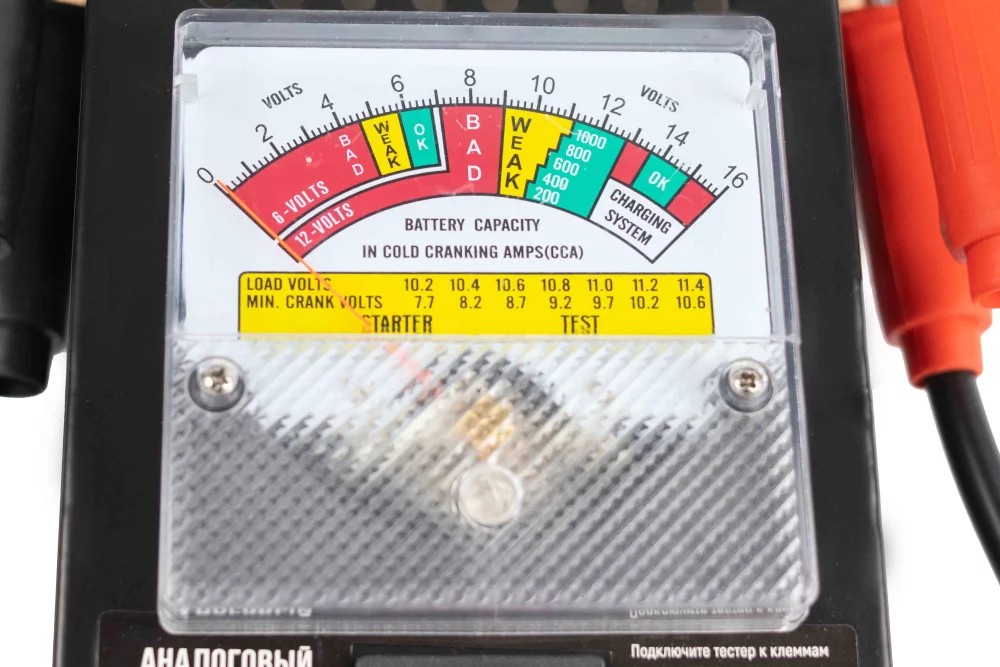 VOLTS
VOLTS
0 2 4 6 8 10 12 14 16
BAD
WEAK
OK
BAD
WEAK
1000
800
600
400
200
OK
6-VOLTS
12-VOLTS
CHARGING
SYSTEM
BATTERY CAPACITY
IN COLD CRANKING AMPS(CCA)
LOAD VOLTS 10.2 10.4 10.6 10.8 11.0 11.2 11.4
MIN. CRANK VOLTS 7.7 8.2 8.7 9.2 9.7 10.2 10.6
STARTER TEST
АНАЛОГОВЫЙ
Подключите тестер к клеммам